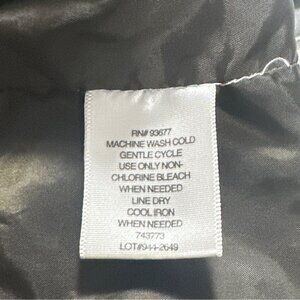 RN# 93677
MACHINE WASH COLD
GENTLE CYCLE
USE ONLY NON-
CHLORINE BLEACH
WHEN NEEDED
LINE DRY
COOL IRON
WHEN NEEDED
743773
LOT#944-2649